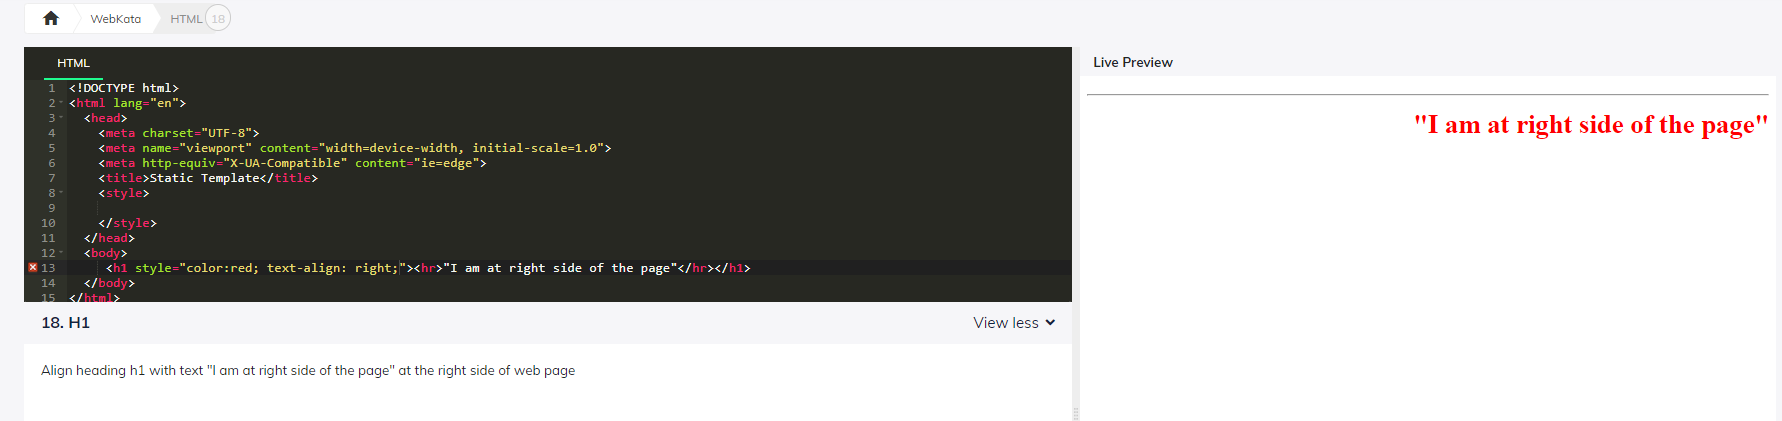 WebKata HTML 18
HTML
Live Preview
1 <!DOCTYPE html>
2 <html lang="en">
3 <head>
4 <meta charset="UTF-8">
5 <meta name="viewport" content="width=device-width, initial-scale=1.0">
6 <meta http-equiv="X-UA-Compatible" content="ie=edge">
7 <title>Static Template</title>
8 <style>
9
10 </style>
11 </head>
12 <body>
13 <h1 style="color:red; text-align: right;"><hr>"I am at right side of the page"</hr></h1>
14 </body>
15 </html>
"I am at right side of the page"
18. H1
View less
Align heading h1 with text "I am at right side of the page" at the right side of web page